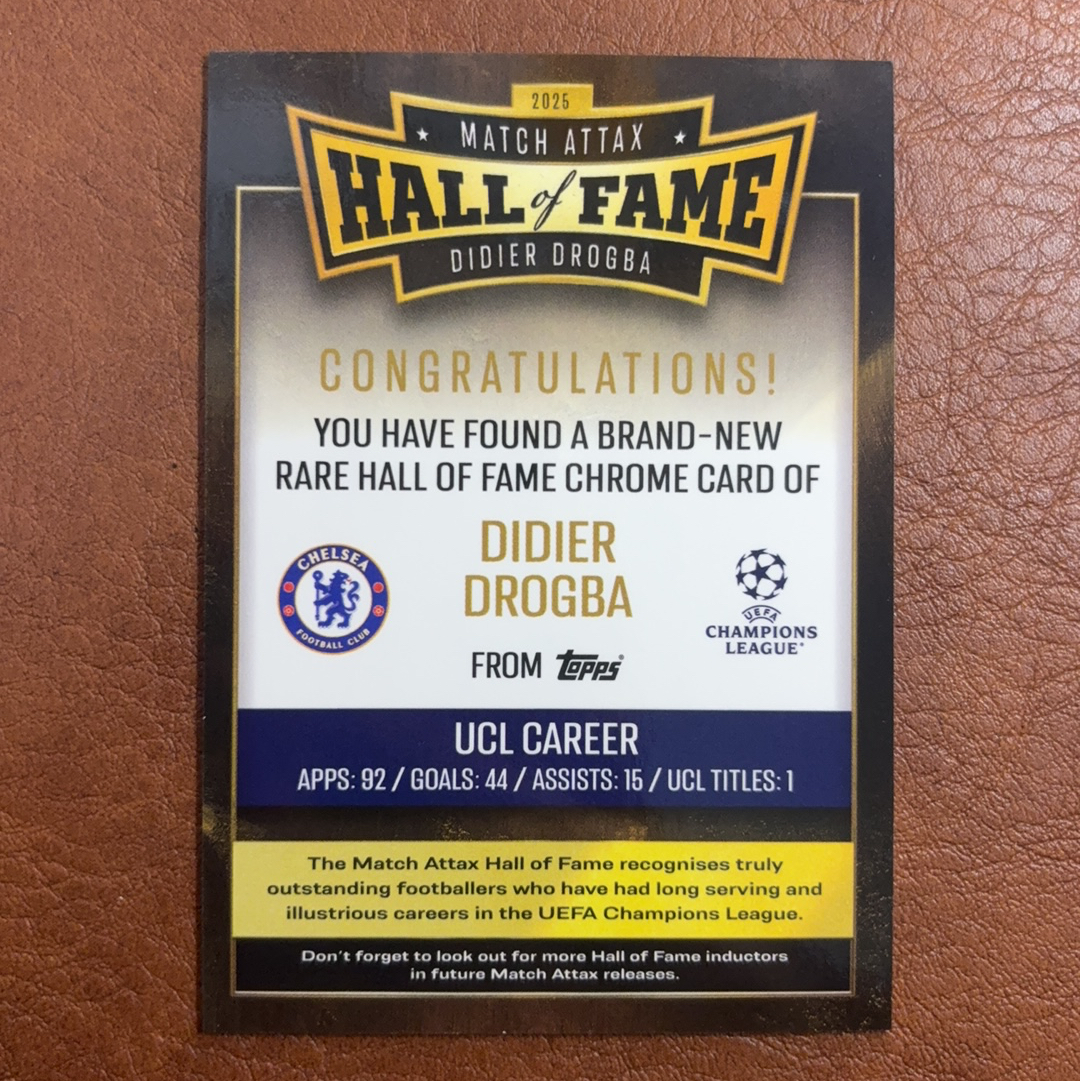 2025
MATCH ATTAX
HALL of FAME
DIDIER DROGBA
CONGRATULATIONS!
YOU HAVE FOUND A BRAND-NEW
RARE HALL OF FAME CHROME CARD OF
DIDIER
DROGBA
CHELSEA
FOOTBALL CLUB
UEFA
CHAMPIONS
LEAGUE®
FROM topps®
UCL CAREER
APPS: 92 / GOALS: 44 / ASSISTS: 15 / UCL TITLES: 1
The Match Attax Hall of Fame recognises truly
outstanding footballers who have had long serving and
illustrious careers in the UEFA Champions League.
Don't forget to look out for more Hall of Fame inductors
in future Match Attax releases.